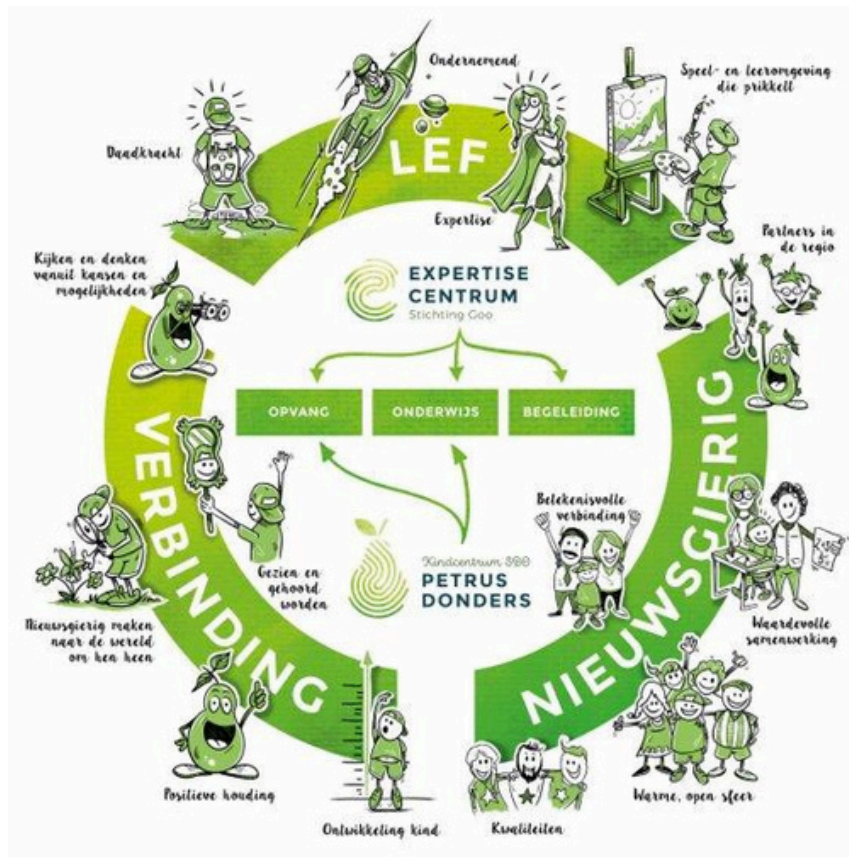 Ondernemend
Speel- en leeromgeving
die prikkelt
Daadkracht
LEF
Expertise
Partners in
de regio
Kijken en denken
vanuit kansen en
mogelijkheden
EXPERTISE
CENTRUM
Stichting Goo
OPVANG
ONDERWIJS
BEGELEIDING
VERBINDING
NIEUWSGIERIG
Betekenisvolle
verbinding
Gezien en
gehoord
worden
Kindcentrum SBO
PETRUS
DONDERS
Nieuwsgierig maken
naar de wereld
om hen heen
Waardevolle
samenwerking
Positieve houding
Warme, open sfeer
Ontwikkeling kind
Kwaliteiten